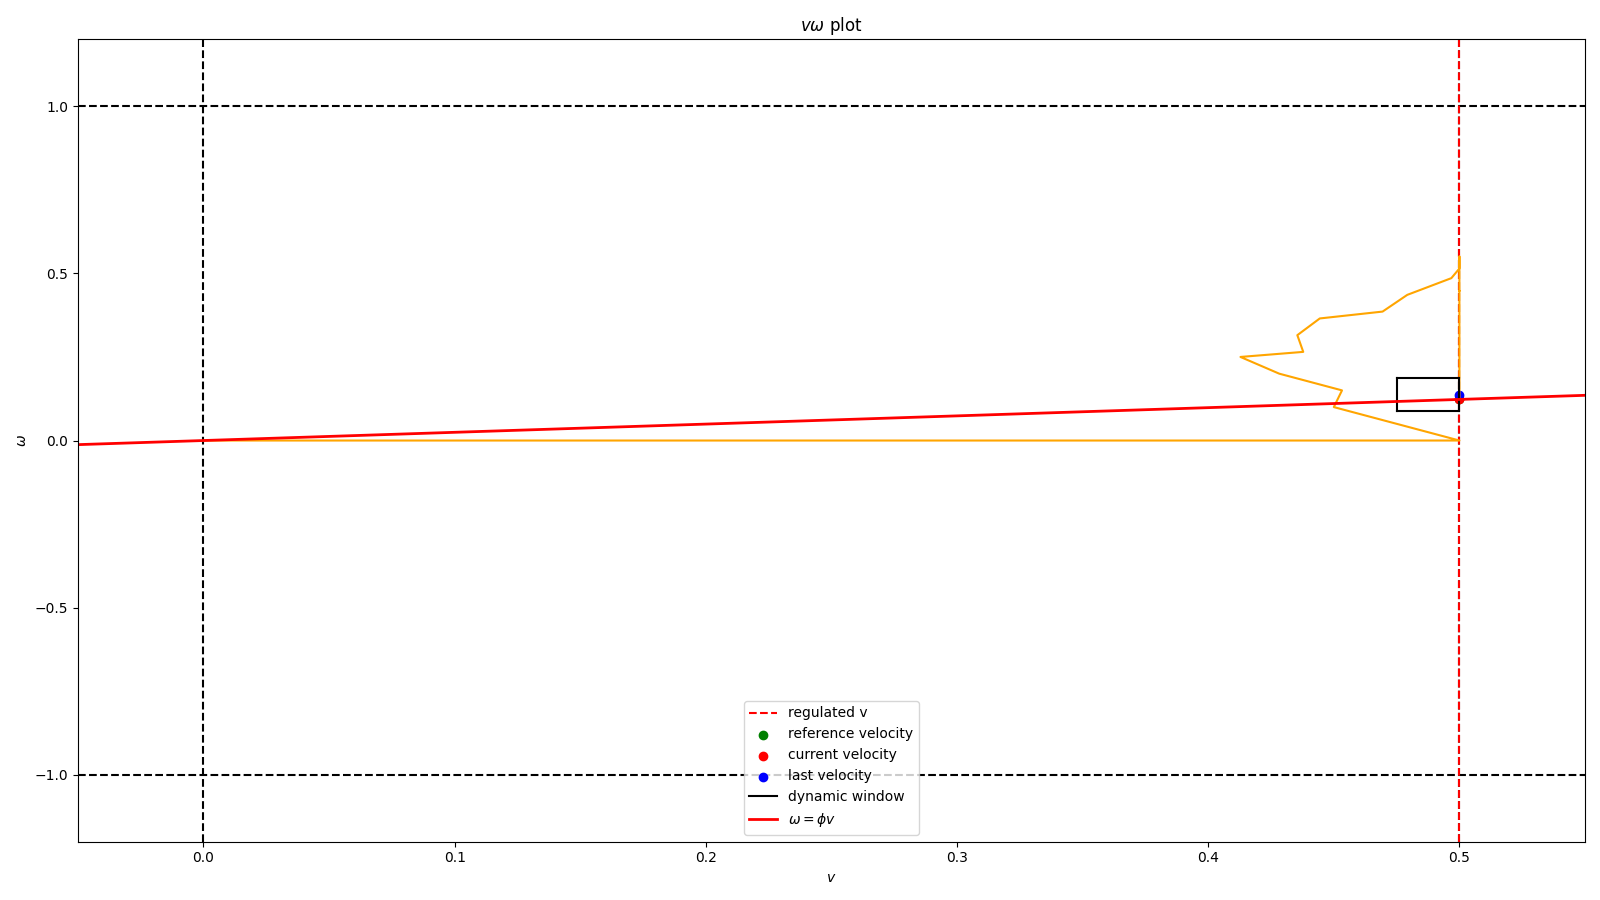 vω plot
1.0
0.5
0.0
−0.5
−1.0
ω
regulated v
reference velocity
current velocity
last velocity
dynamic window
ω = ϕv
0.0 0.1 0.2 0.3 0.4 0.5
v